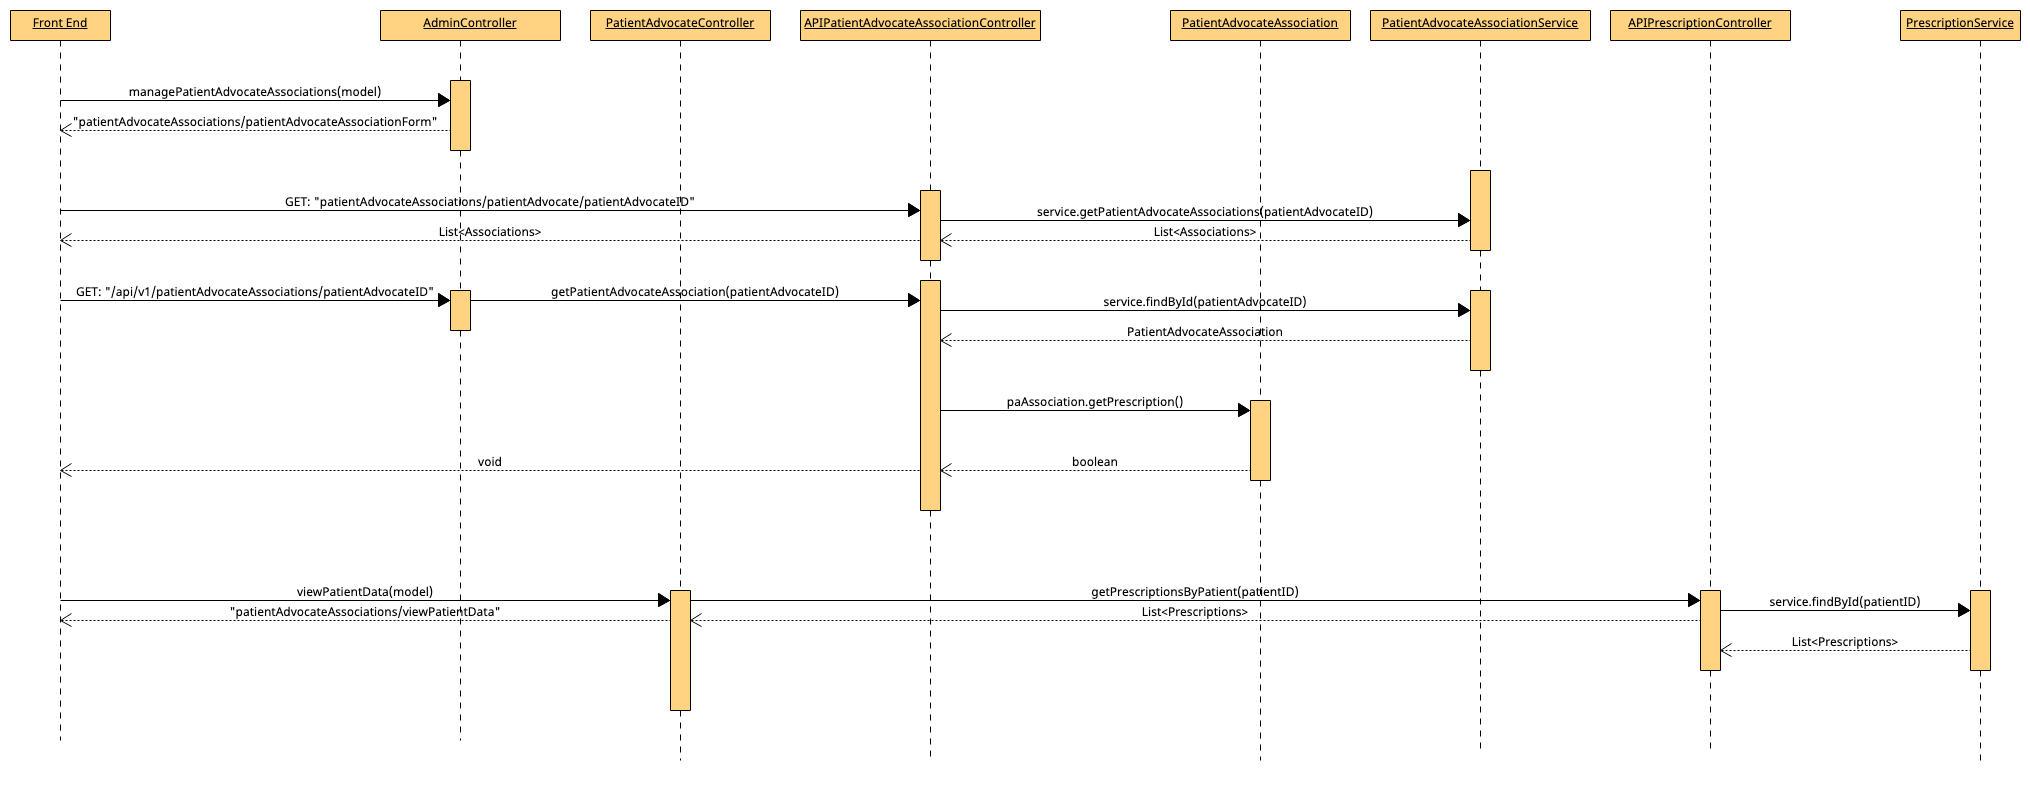 Front End
AdminController
PatientAdvocateController
APIPatientAdvocateAssociationController
PatientAdvocateAssociation
PatientAdvocateAssociationService
APIPrescriptionController
PrescriptionService
managePatientAdvocateAssociations(model)
"patientAdvocateAssociations/patientAdvocateAssociationForm"
GET: "patientAdvocateAssociations/patientAdvocate/patientAdvocateID"
service.getPatientAdvocateAssociations(patientAdvocateID)
List<Associations>
List<Associations>
GET: "/api/v1/patientAdvocateAssociations/patientAdvocateID"
getPatientAdvocateAssociation(patientAdvocateID)
service.findById(patientAdvocateID)
PatientAdvocateAssociation
paAssociation.getPrescription()
void
boolean
viewPatientData(model)
getPrescriptionsByPatient(patientID)
service.findById(patientID)
"patientAdvocateAssociations/viewPatientData"
List<Prescriptions>
List<Prescriptions>